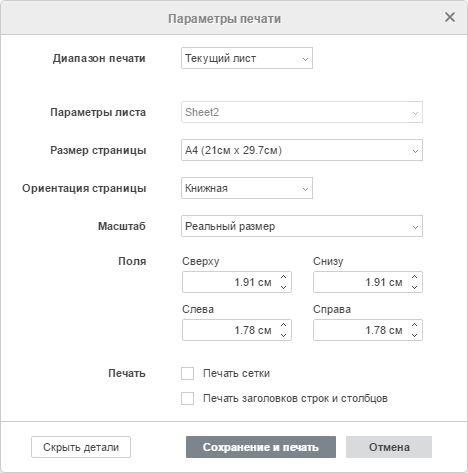 Параметры печати
Диапазон печати Текущий лист
Параметры листа Sheet2
Размер страницы A4 (21см x 29.7см)
Ориентация страницы Книжная
Масштаб Реальный размер
Поля Сверху Снизу
1.91 см 1.91 см
Слева Справа
1.78 см 1.78 см
Печать Печать сетки
Печать заголовков строк и столбцов
Скрыть детали Сохранение и печать Отмена